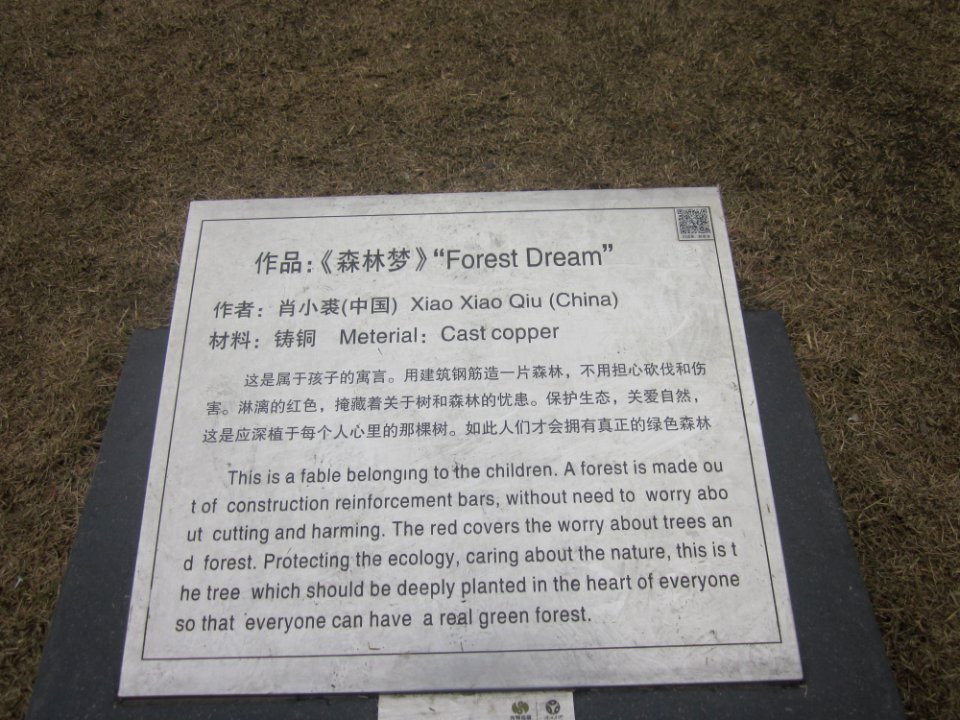 作品:《森林梦》“Forest Dream”
作者: 肖小裘(中国) Xiao Xiao Qiu (China)
材料: 铸铜 Meterial: Cast copper
这是属于孩子的寓言。用建筑钢筋造一片森林，不用担心砍伐和伤
害。淋漓的红色，掩藏着关于树和森林的忧患。保护生态，关爱自然，
这是应深植于每个人心里的那棵树。如此人们才会拥有真正的绿色森林
This is a fable belonging to the children. A forest is made ou
t of construction reinforcement bars, without need to worry abo
ut cutting and harming. The red covers the worry about trees an
d forest. Protecting the ecology, caring about the nature, this is t
he tree which should be deeply planted in the heart of everyone
so that everyone can have a real green forest.